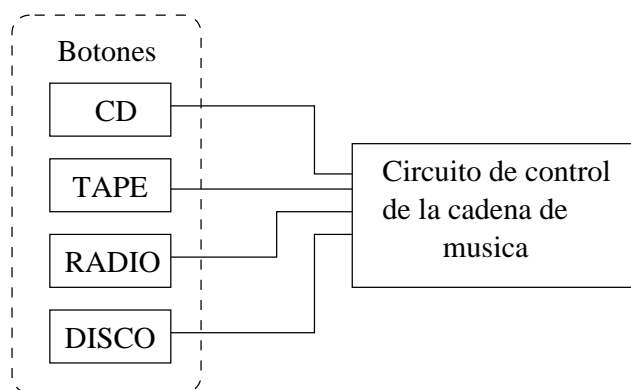 Botones
CD
TAPE
RADIO
DISCO
Circuito de control
de la cadena de
musica